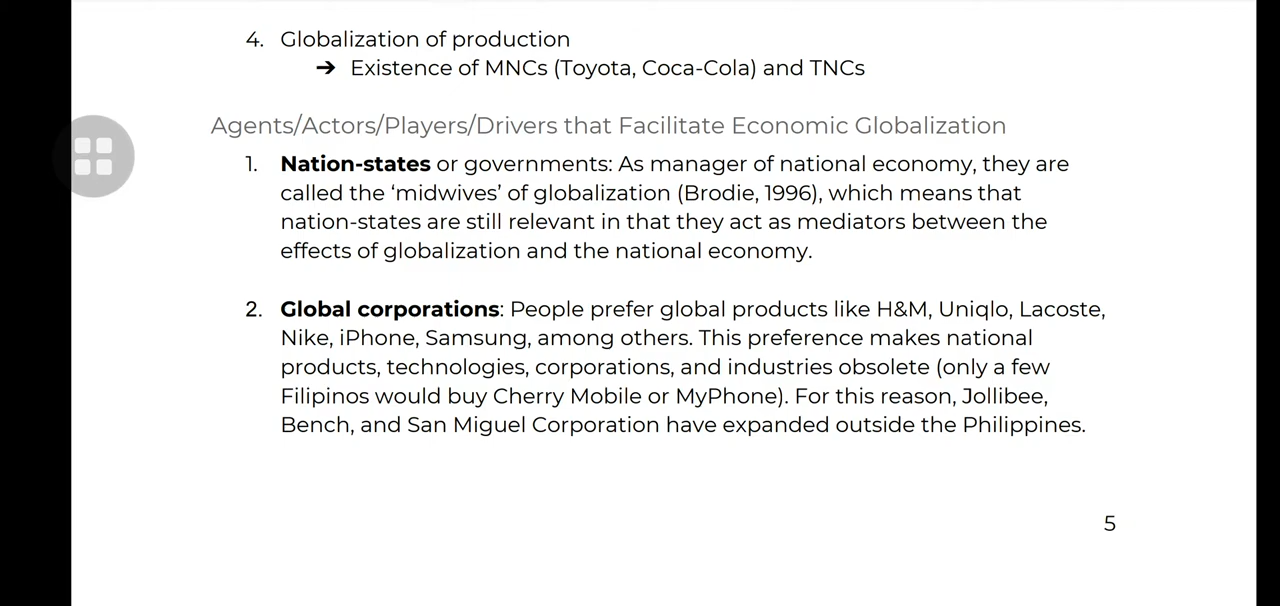 4. Globalization of production
➔ Existence of MNCs (Toyota, Coca-Cola) and TNCs
Agents/Actors/Players/Drivers that Facilitate Economic Globalization
1. Nation-states or governments: As manager of national economy, they are
called the ‘midwives’ of globalization (Brodie, 1996), which means that
nation-states are still relevant in that they act as mediators between the
effects of globalization and the national economy.
2. Global corporations: People prefer global products like H&M, Uniqlo, Lacoste,
Nike, iPhone, Samsung, among others. This preference makes national
products, technologies, corporations, and industries obsolete (only a few
Filipinos would buy Cherry Mobile or MyPhone). For this reason, Jollibee,
Bench, and San Miguel Corporation have expanded outside the Philippines.
5